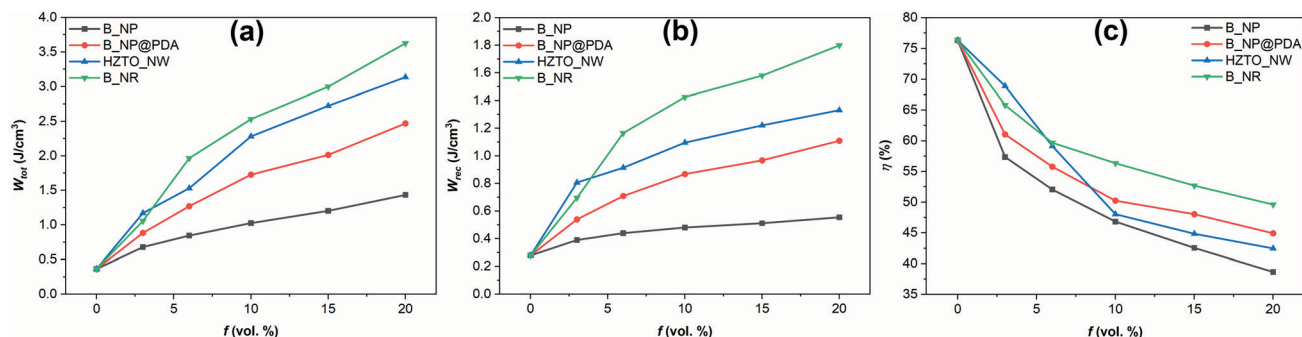 (a)
B_NP
B_NP@PDA
HZTO_NW
B_NR
4.0
3.5
3.0
2.5
2.0
1.5
1.0
0.5
0.0
W_tot (J/cm³)
0 5 10 15 20
f (vol. %)
(b)
B_NP
B_NP@PDA
HZTO_NW
B_NR
2.0
1.8
1.6
1.4
1.2
1.0
0.8
0.6
0.4
0.2
0.0
W_rec (J/cm³)
0 5 10 15 20
f (vol. %)
(c)
B_NP
B_NP@PDA
HZTO_NW
B_NR
80
75
70
65
60
55
50
45
40
35
η (%)
0 5 10 15 20
f (vol. %)